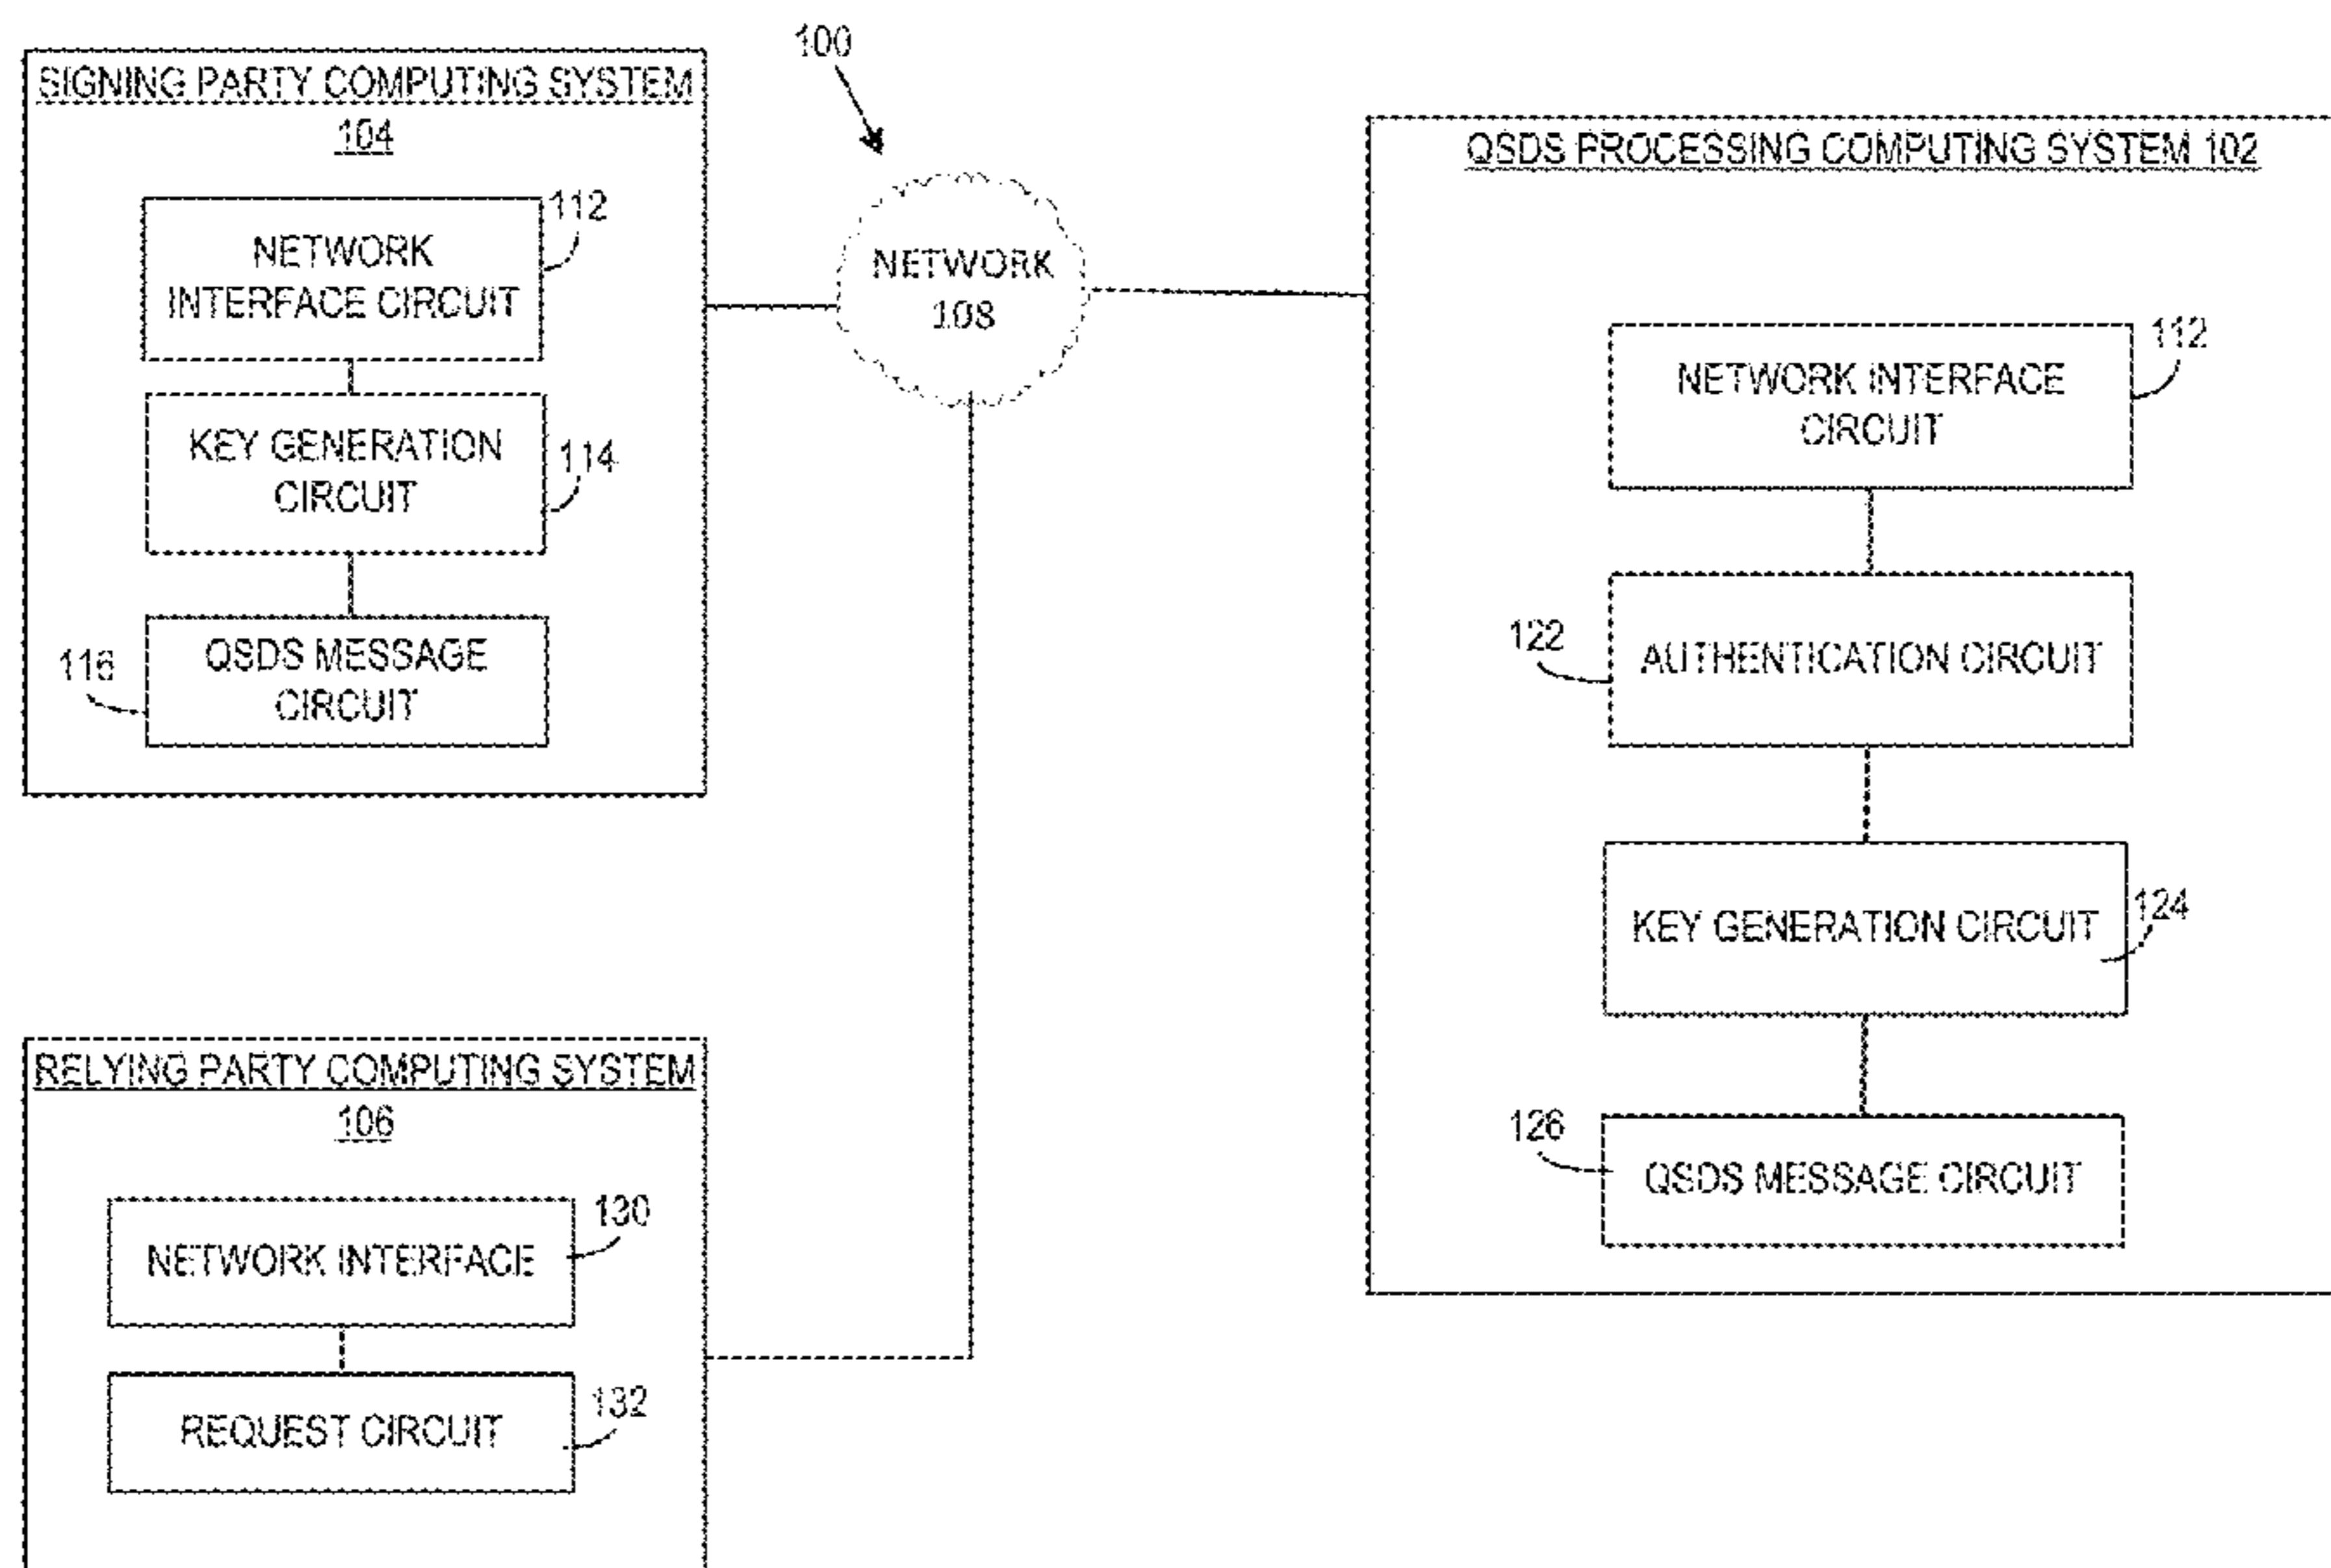 100
SIGNING PARTY COMPUTING SYSTEM
104
NETWORK
INTERFACE CIRCUIT
112
KEY GENERATION
CIRCUIT
114
QSDS MESSAGE
CIRCUIT
116
NETWORK
108
QSDS PROCESSING COMPUTING SYSTEM 102
NETWORK INTERFACE
CIRCUIT
112
AUTHENTICATION CIRCUIT
122
KEY GENERATION CIRCUIT
124
QSDS MESSAGE CIRCUIT
126
RELYING PARTY COMPUTING SYSTEM
106
NETWORK INTERFACE
130
REQUEST CIRCUIT
132